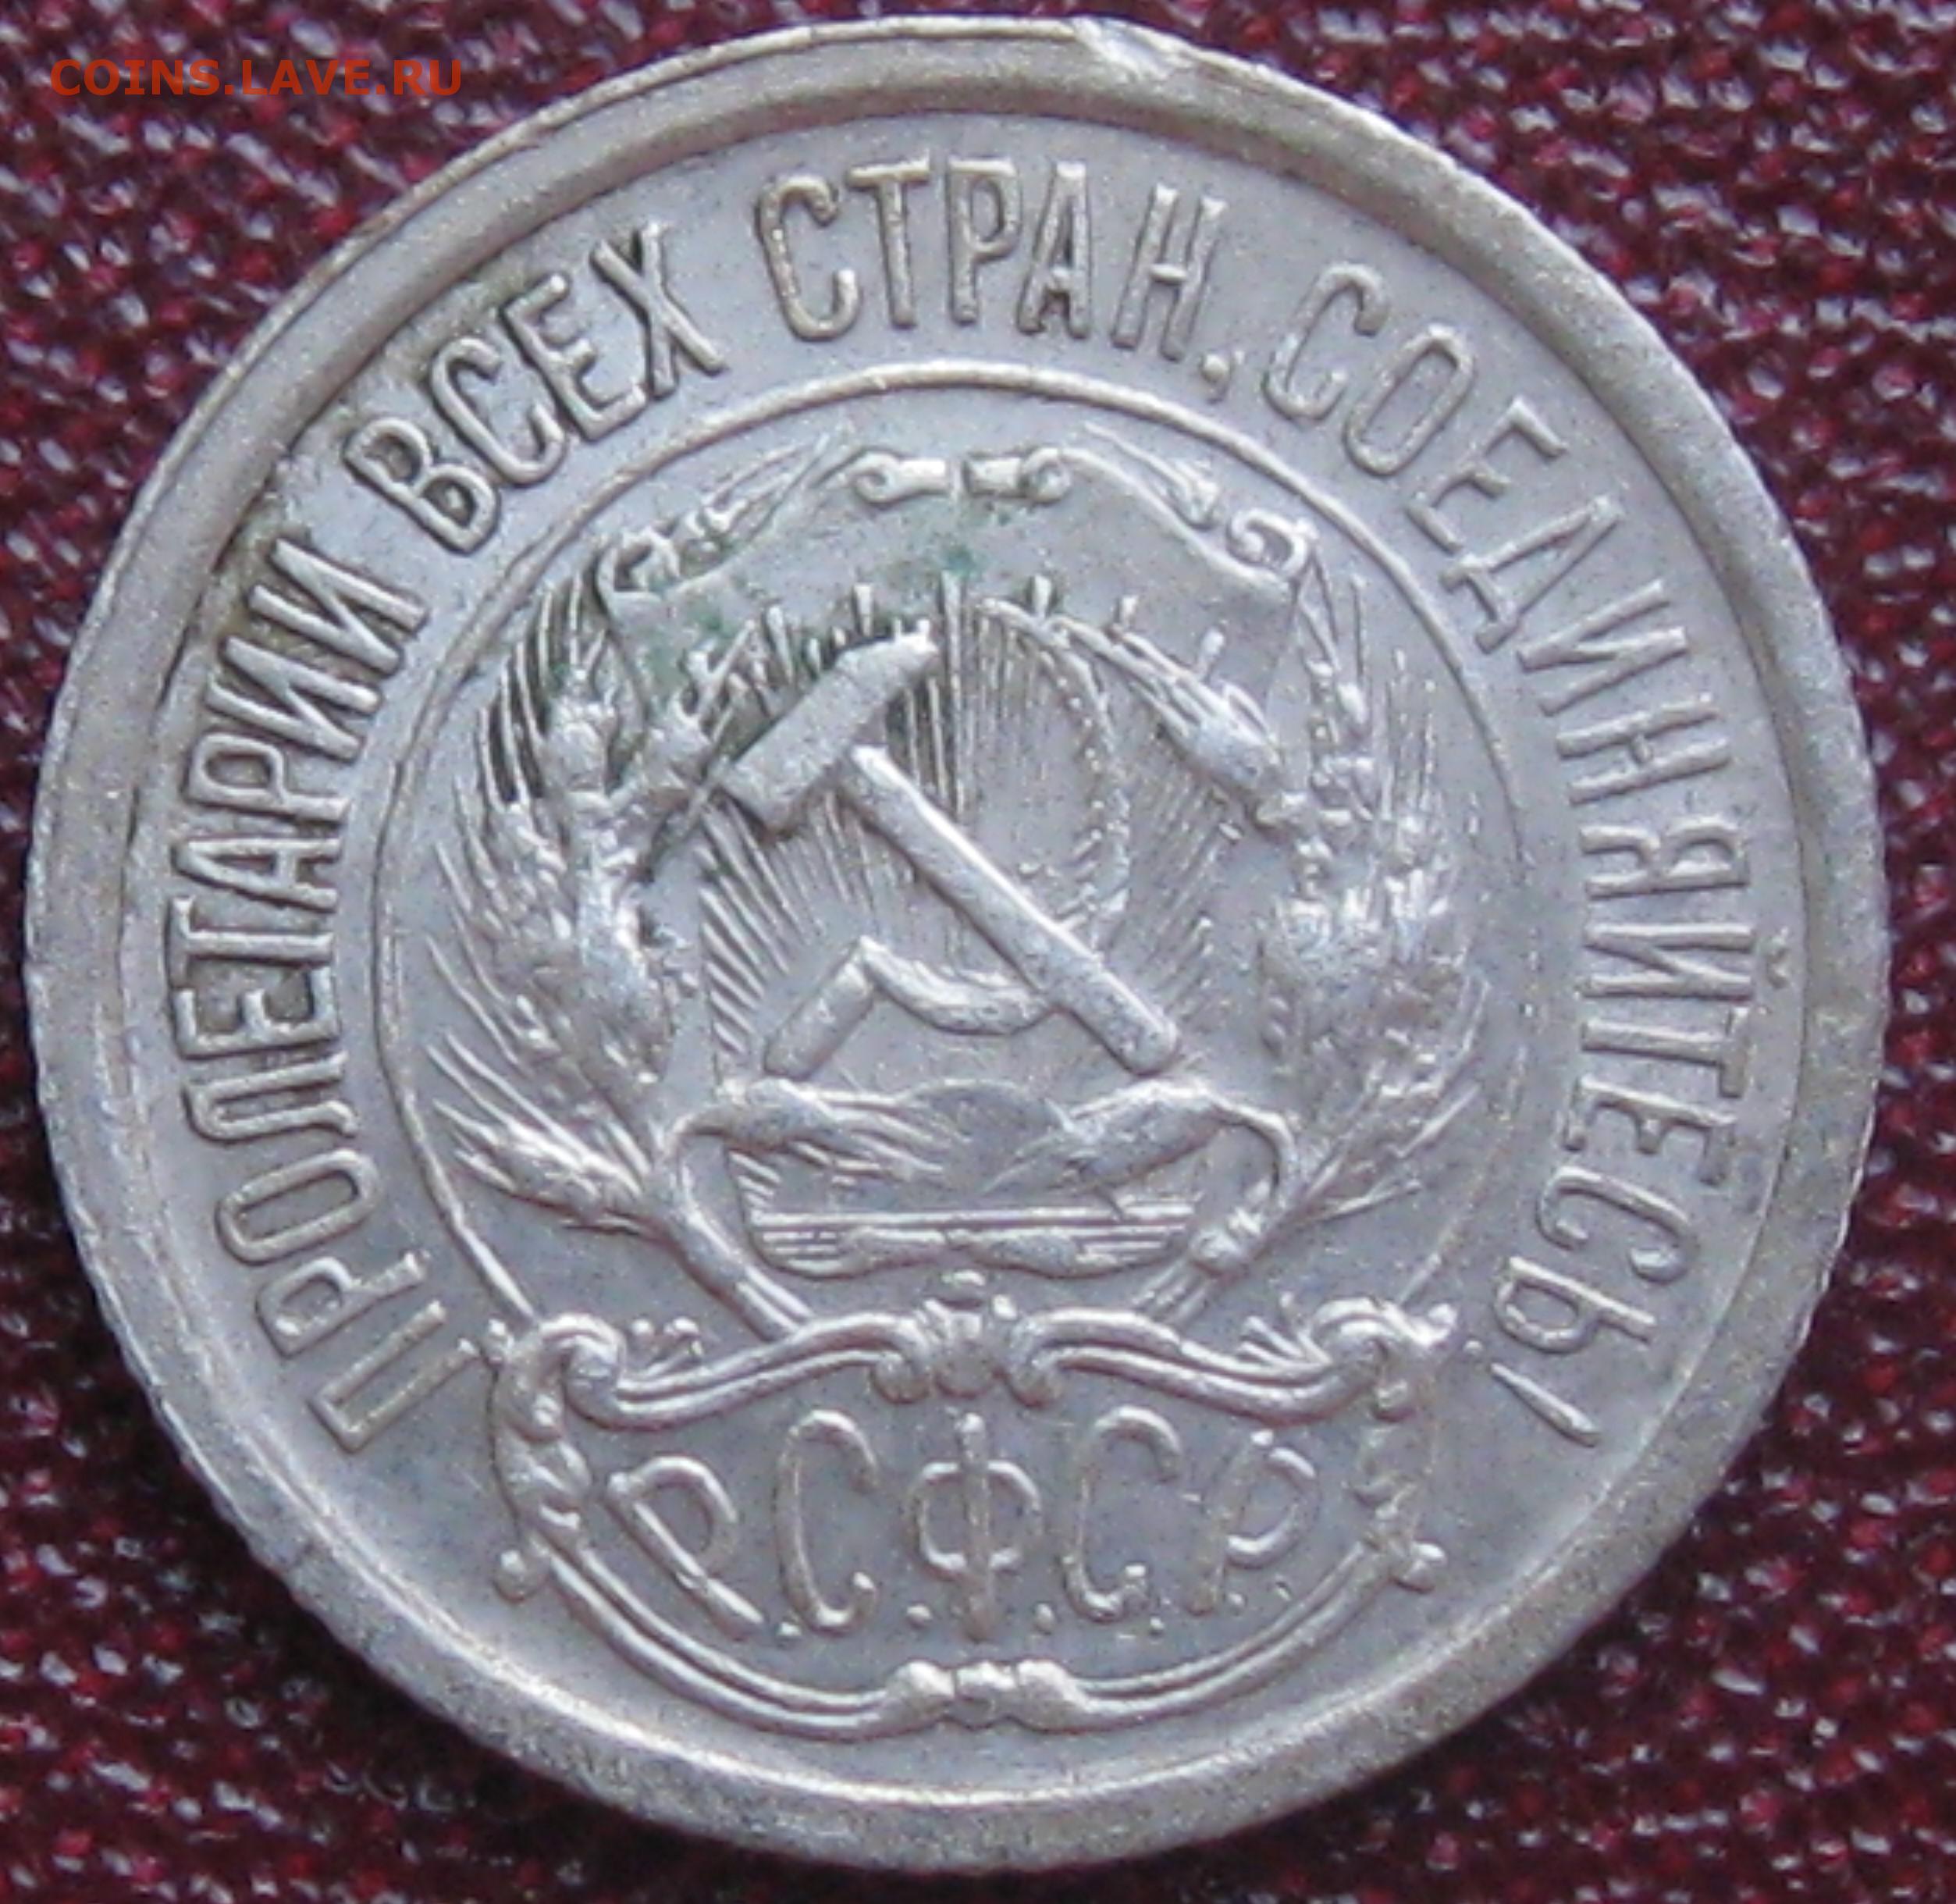 COINS.LAVE.RU
ПРОЛЕТАРИИ ВСЕХ СТРАН, СОЕДИНЯЙТЕСЬ!
Р.С.Ф.С.Р.